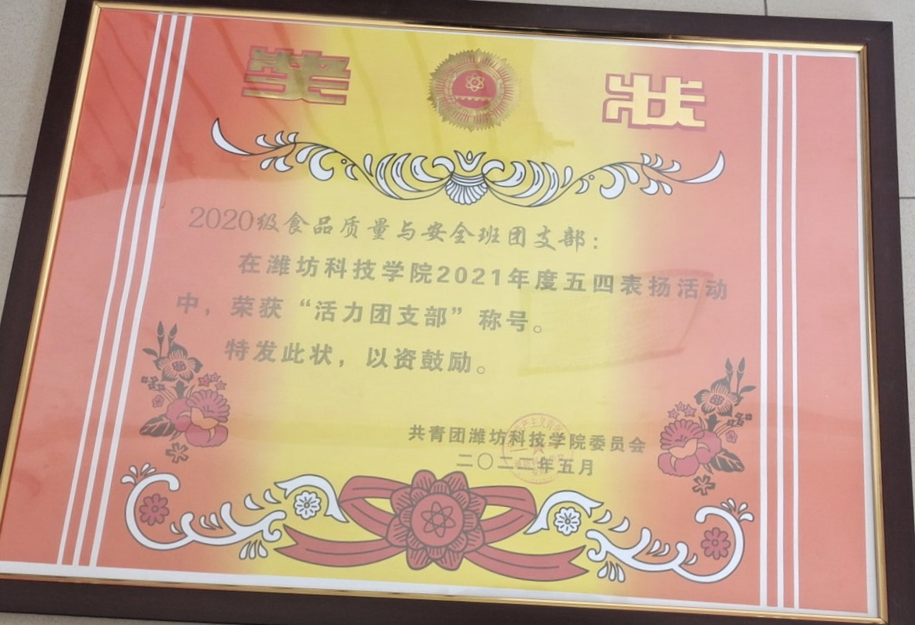 奖状
2020级食品质量与安全班团支部：
在潍坊科技学院2021年度五四表扬活动
中，荣获“活力团支部”称号。
特发此状，以资鼓励。
共青团潍坊科技学院委员会
二〇二二年五月